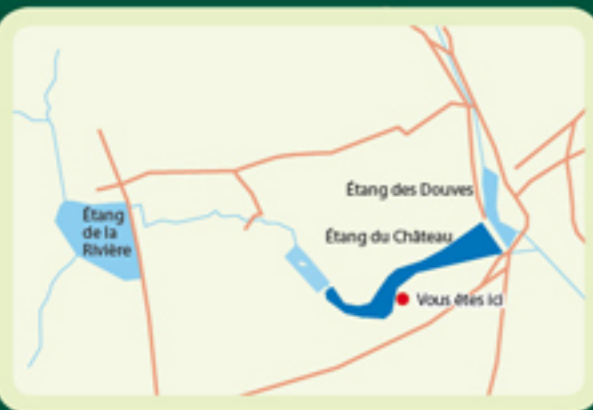 Étang des Douves
Étang
de la
Rivière
Étang du Château
Vous êtes ici